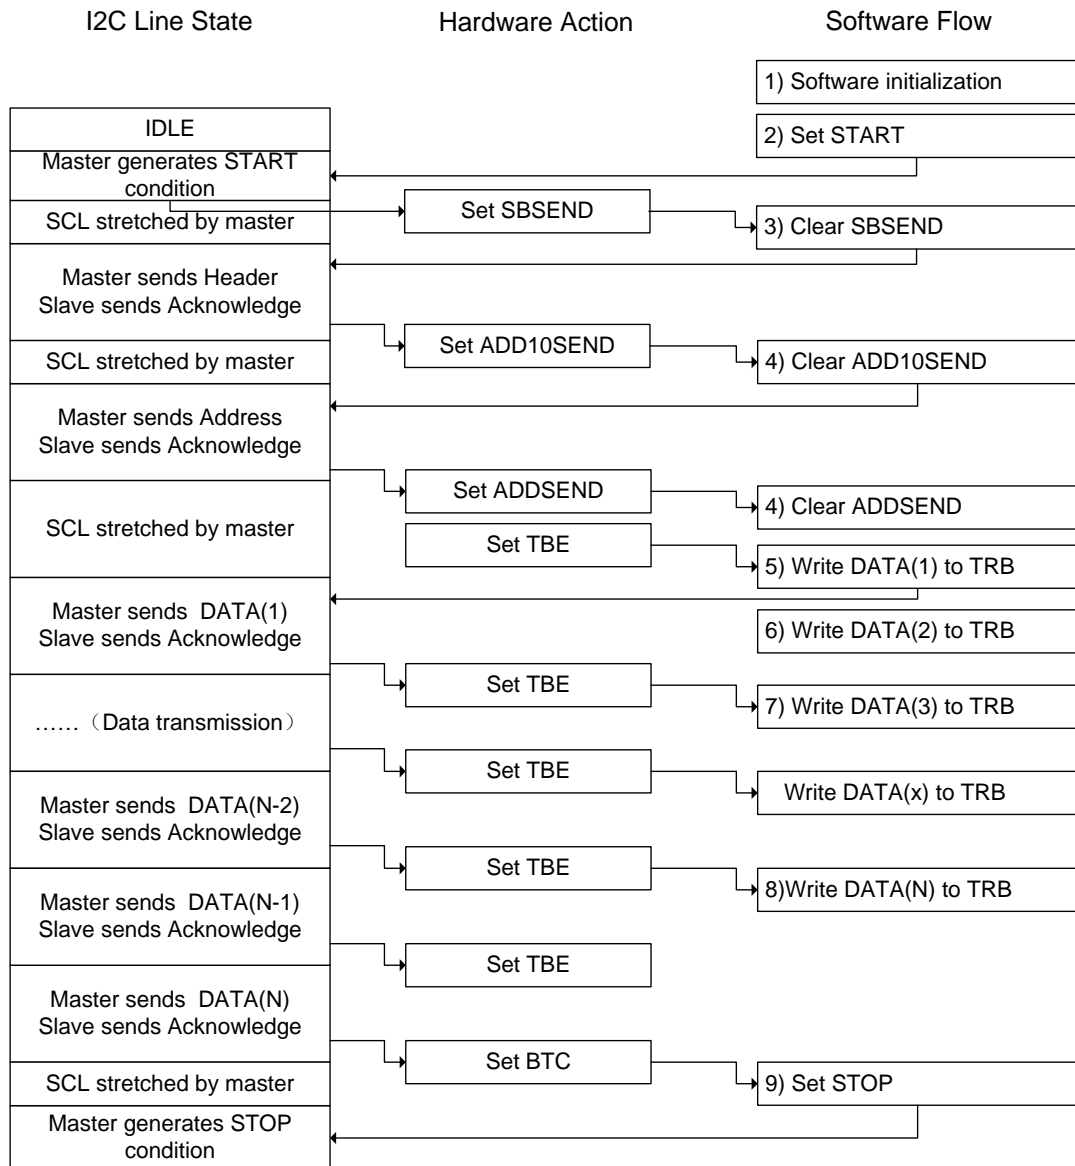 I2C Line State
Hardware Action
Software Flow
1) Software initialization
IDLE
2) Set START
Master generates START
condition
Set SBSEND
SCL stretched by master
3) Clear SBSEND
Master sends Header
Slave sends Acknowledge
Set ADD10SEND
SCL stretched by master
4) Clear ADD10SEND
Master sends Address
Slave sends Acknowledge
Set ADDSEND
4) Clear ADDSEND
SCL stretched by master
Set TBE
5) Write DATA(1) to TRB
Master sends DATA(1)
Slave sends Acknowledge
6) Write DATA(2) to TRB
Set TBE
7) Write DATA(3) to TRB
……（Data transmission）
Set TBE
Write DATA(x) to TRB
Master sends DATA(N-2)
Slave sends Acknowledge
Set TBE
8)Write DATA(N) to TRB
Master sends DATA(N-1)
Slave sends Acknowledge
Set TBE
Master sends DATA(N)
Slave sends Acknowledge
Set BTC
SCL stretched by master
9) Set STOP
Master generates STOP
condition